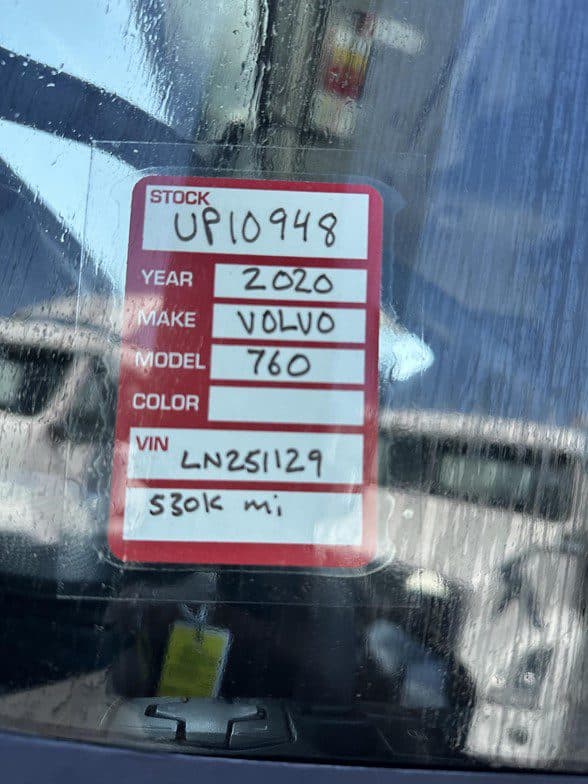 STOCK
UP10948
YEAR 2020
MAKE VOLVO
MODEL 760
COLOR
VIN LN251129
530K mi